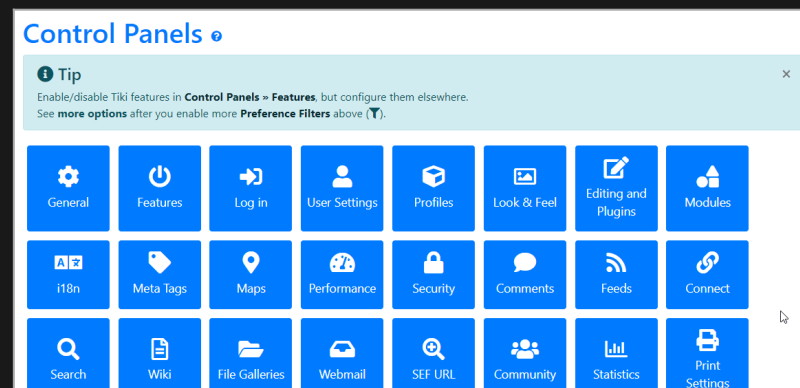 Control Panels
Tip
Enable/disable Tiki features in Control Panels » Features, but configure them elsewhere.
See more options after you enable more Preference Filters above ( ).
General
Features
Log in
User Settings
Profiles
Look & Feel
Editing and
Plugins
Modules
i18n
Meta Tags
Maps
Performance
Security
Comments
Feeds
Connect
Search
Wiki
File Galleries
Webmail
SEF URL
Community
Statistics
Print
Settings